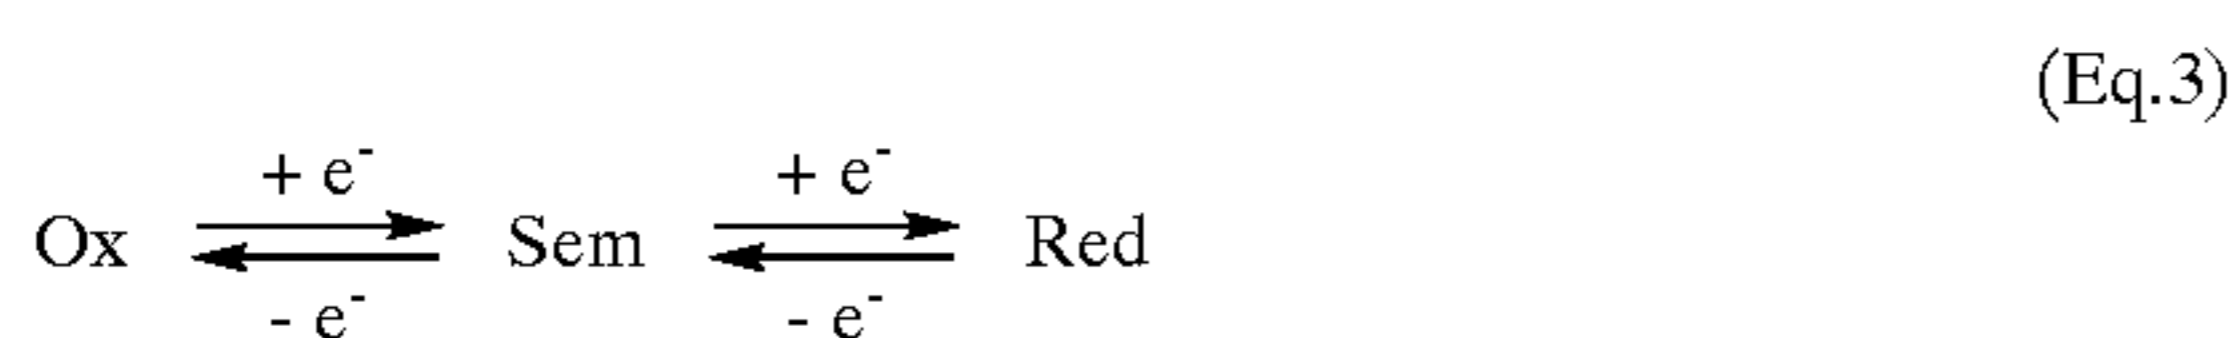 (Eq.3)
+ e⁻ + e⁻
Ox ⇌ Sem ⇌ Red
- e⁻ - e⁻